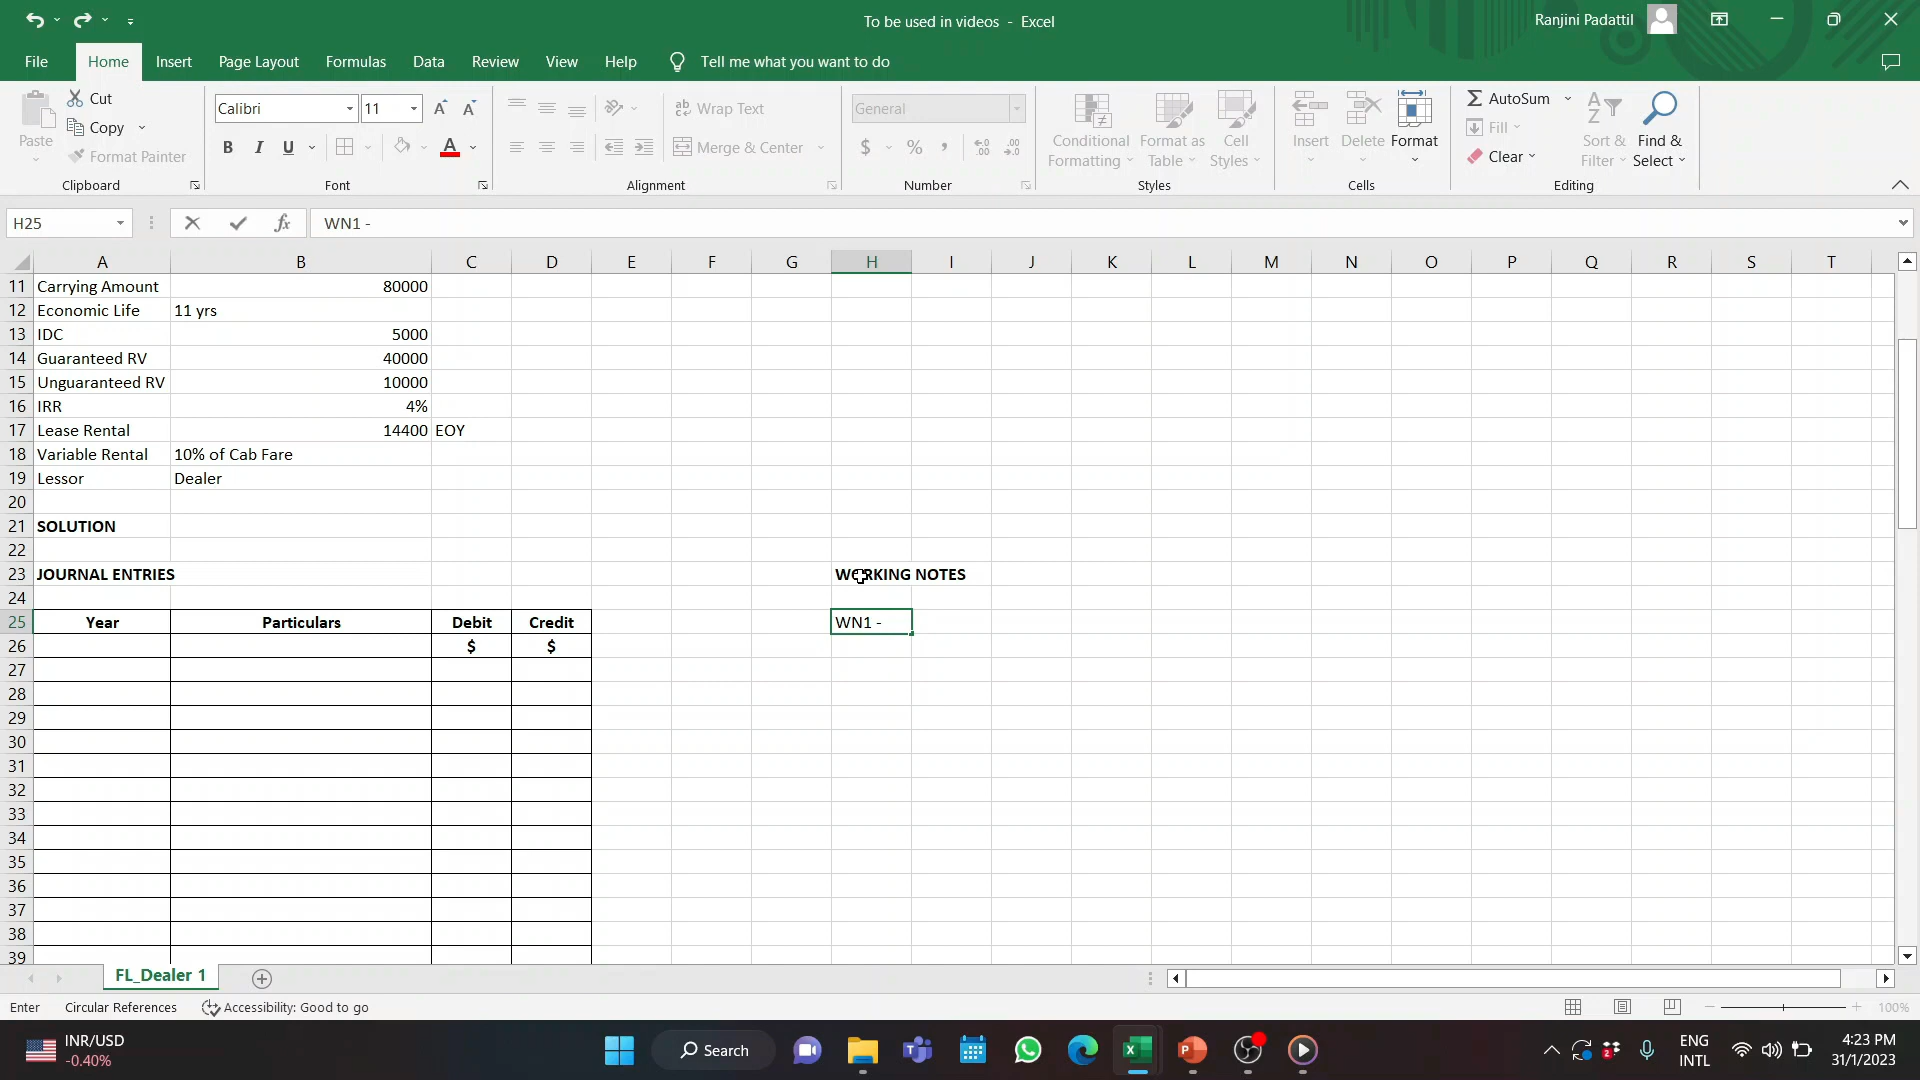 To be used in videos - Excel
Ranjini Padattil
File Home Insert Page Layout Formulas Data Review View Help Tell me what you want to do
Paste
Cut
Copy
Format Painter
Clipboard
Calibri 11
B I U A
Font
Wrap Text
Merge & Center
Alignment
General
$ % ,
Number
Conditional Formatting
Format as Table
Cell Styles
Styles
Insert Delete Format
Cells
AutoSum
Fill
Clear
Sort & Filter
Find & Select
Editing
H25 fx WN1 -
A B C D E F G H I J K L M N O P Q R S T
11 Carrying Amount 80000
12 Economic Life 11 yrs
13 IDC 5000
14 Guaranteed RV 40000
15 Unguaranteed RV 10000
16 IRR 4%
17 Lease Rental 14400 EOY
18 Variable Rental 10% of Cab Fare
19 Lessor Dealer
20
21 SOLUTION
22
23 JOURNAL ENTRIES WORKING NOTES
24
25 Year Particulars Debit Credit WN1 -
26 $ $
27
28
29
30
31
32
33
34
35
36
37
38
39
FL_Dealer 1
Enter Circular References Accessibility: Good to go 100%
INR/USD
-0.40%
Search
ENG
INTL
4:23 PM
31/1/2023